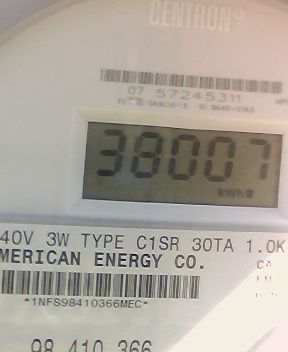 CENTRON®
07 57245311
38007
kWh
40V 3W TYPE C1SR 30TA 1.0K
MERICAN ENERGY CO.
CA
*1NFS98410366MEC*
98 410 366